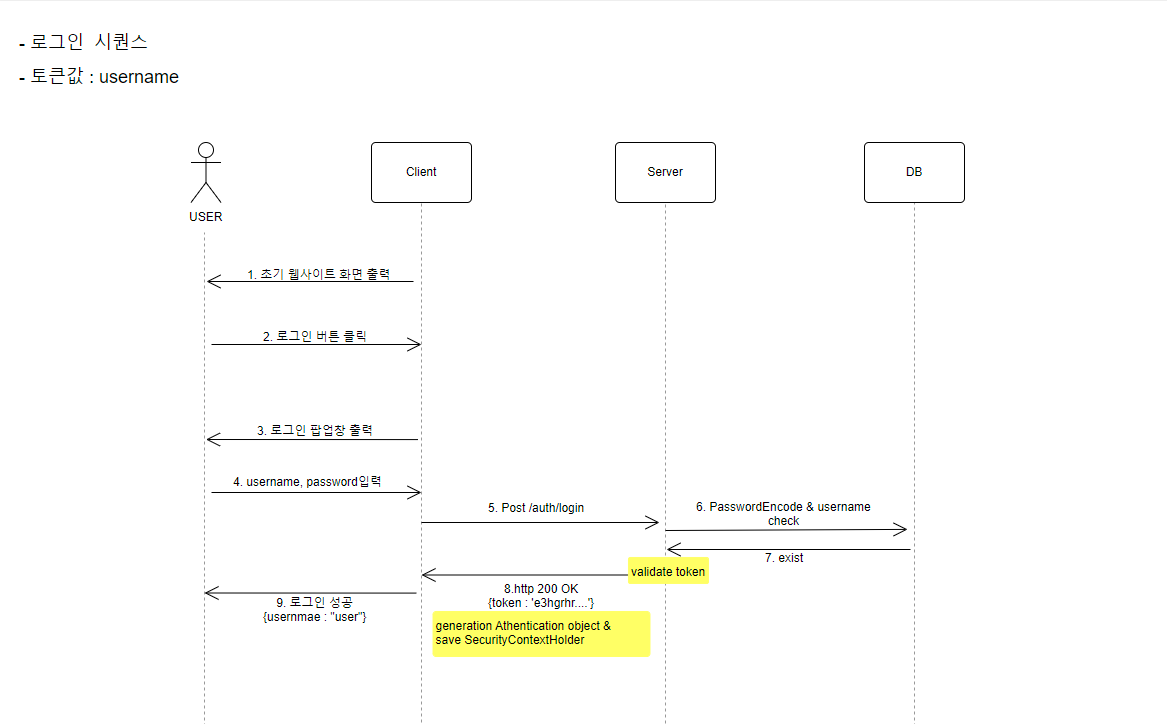 - 로그인 시퀀스
- 토큰값 : username
USER
Client
Server
DB
1. 초기 웹사이트 화면 출력
2. 로그인 버튼 클릭
3. 로그인 팝업창 출력
4. username, password입력
5. Post /auth/login
6. PasswordEncode & username
check
7. exist
validate token
8.http 200 OK
{token : 'e3hgrhr....'}
9. 로그인 성공
{usernmae : "user"}
generation Athentication object &
save SecurityContextHolder